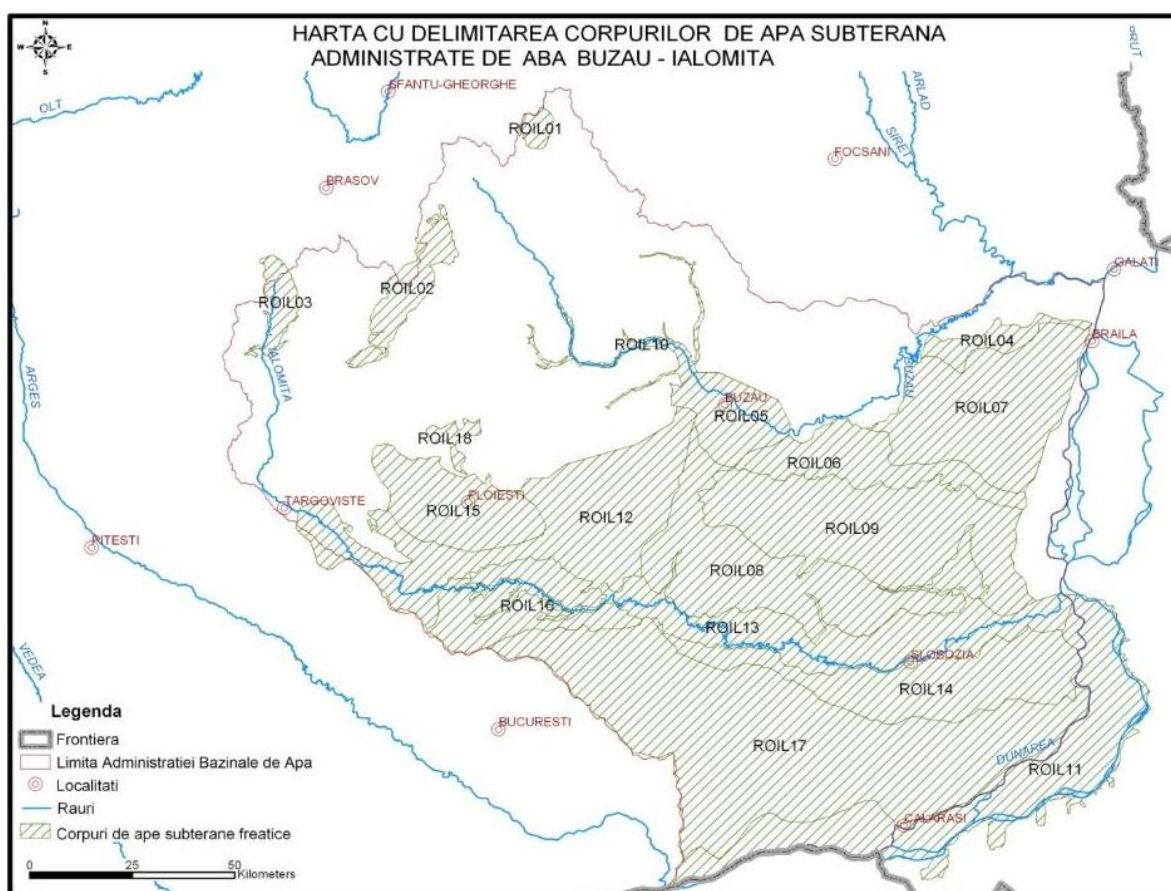 HARTA CU DELIMITAREA CORPURILOR DE APA SUBTERANA
ADMINISTRATE DE ABA BUZAU - IALOMITA
N
W
E
S
PRUT
OLT
SFANTU-GHEORGHE
ARLAD
SIRET
ROIL01
FOCSANI
BRASOV
GALATI
ROIL02
ROIL03
IALOMITA
BRAILA
ROIL10
ROIL04
BUZAU
ARGES
BUZAU
ROIL05
ROIL07
ROIL18
ROIL06
PLOIESTI
TARGOVISTE
ROIL15
ROIL12
ROIL09
PITESTI
ROIL08
ROIL16
ROIL13
SLOBOZIA
VEDEA
ROIL14
BUCURESTI
ROIL17
DUNAREA
ROIL11
CALARASI
Legenda
Frontiera
Limita Administratiei Bazinale de Apa
Localitati
Rauri
Corpuri de ape subterane freatice
0 25 50
Kilometers